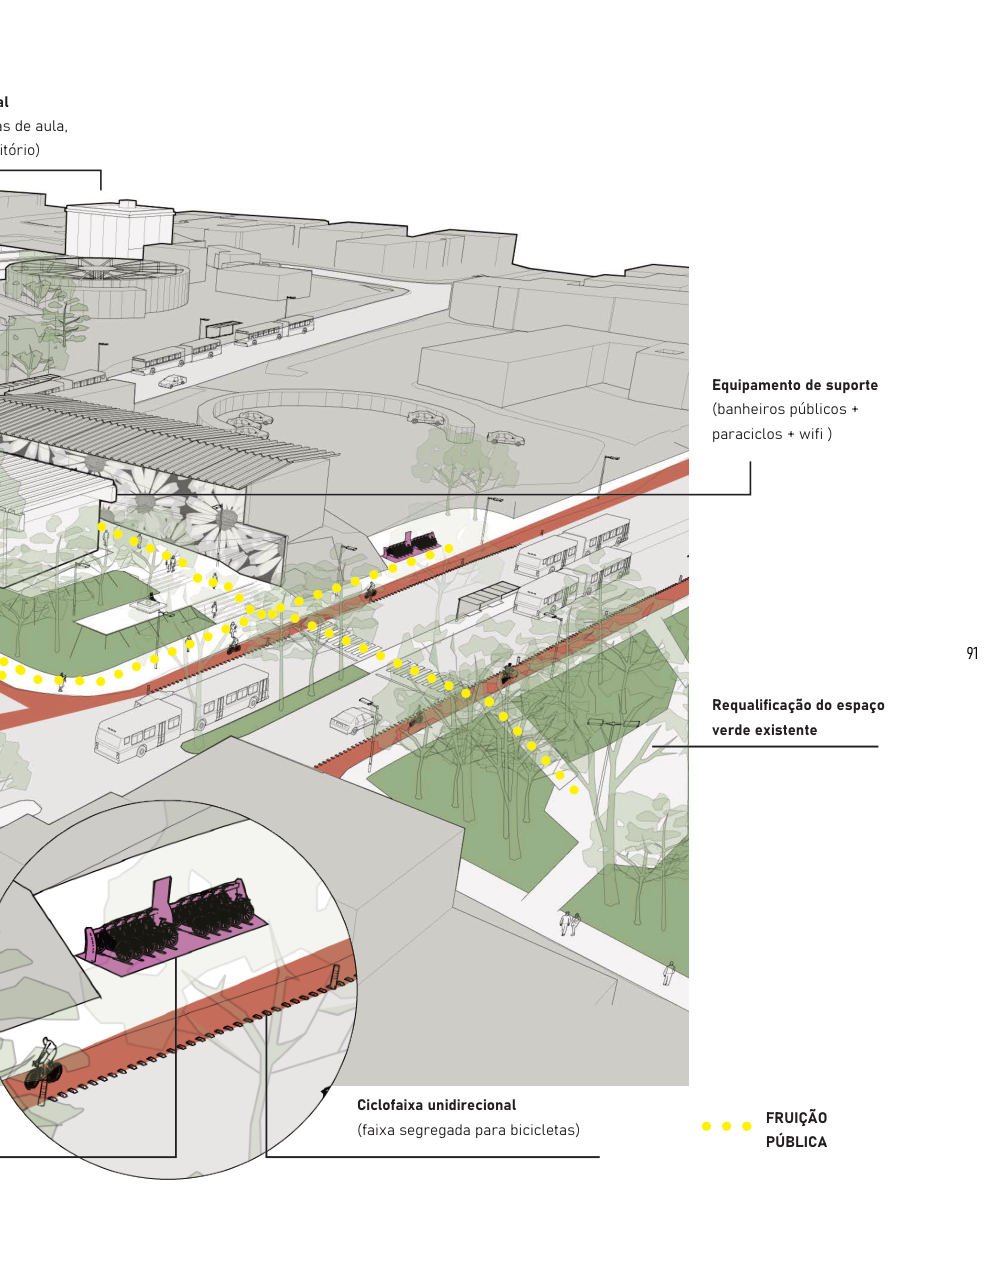 al
as de aula,
itório)
Equipamento de suporte
(banheiros públicos +
paraciclos + wifi )
91
Requalificação do espaço
verde existente
Ciclofaixa unidirecional
(faixa segregada para bicicletas)
FRUIÇÃO
PÚBLICA